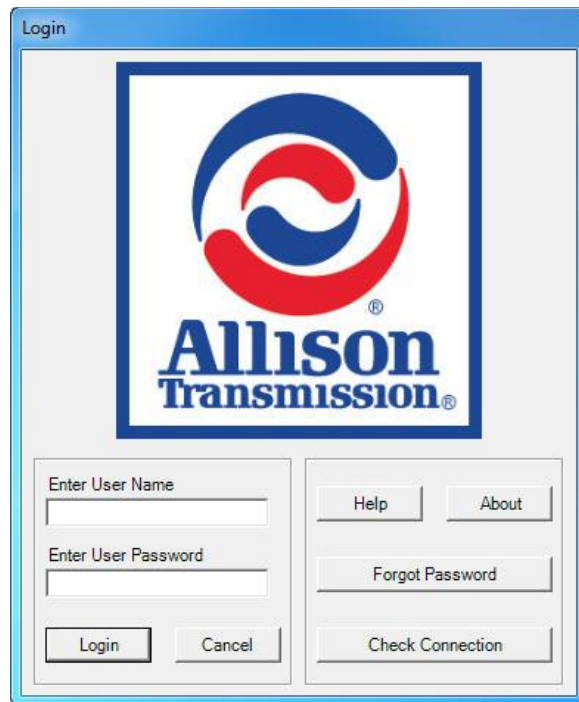 Login
Allison
Transmission®
®
Enter User Name
Enter User Password
Login Cancel
Help About
Forgot Password
Check Connection